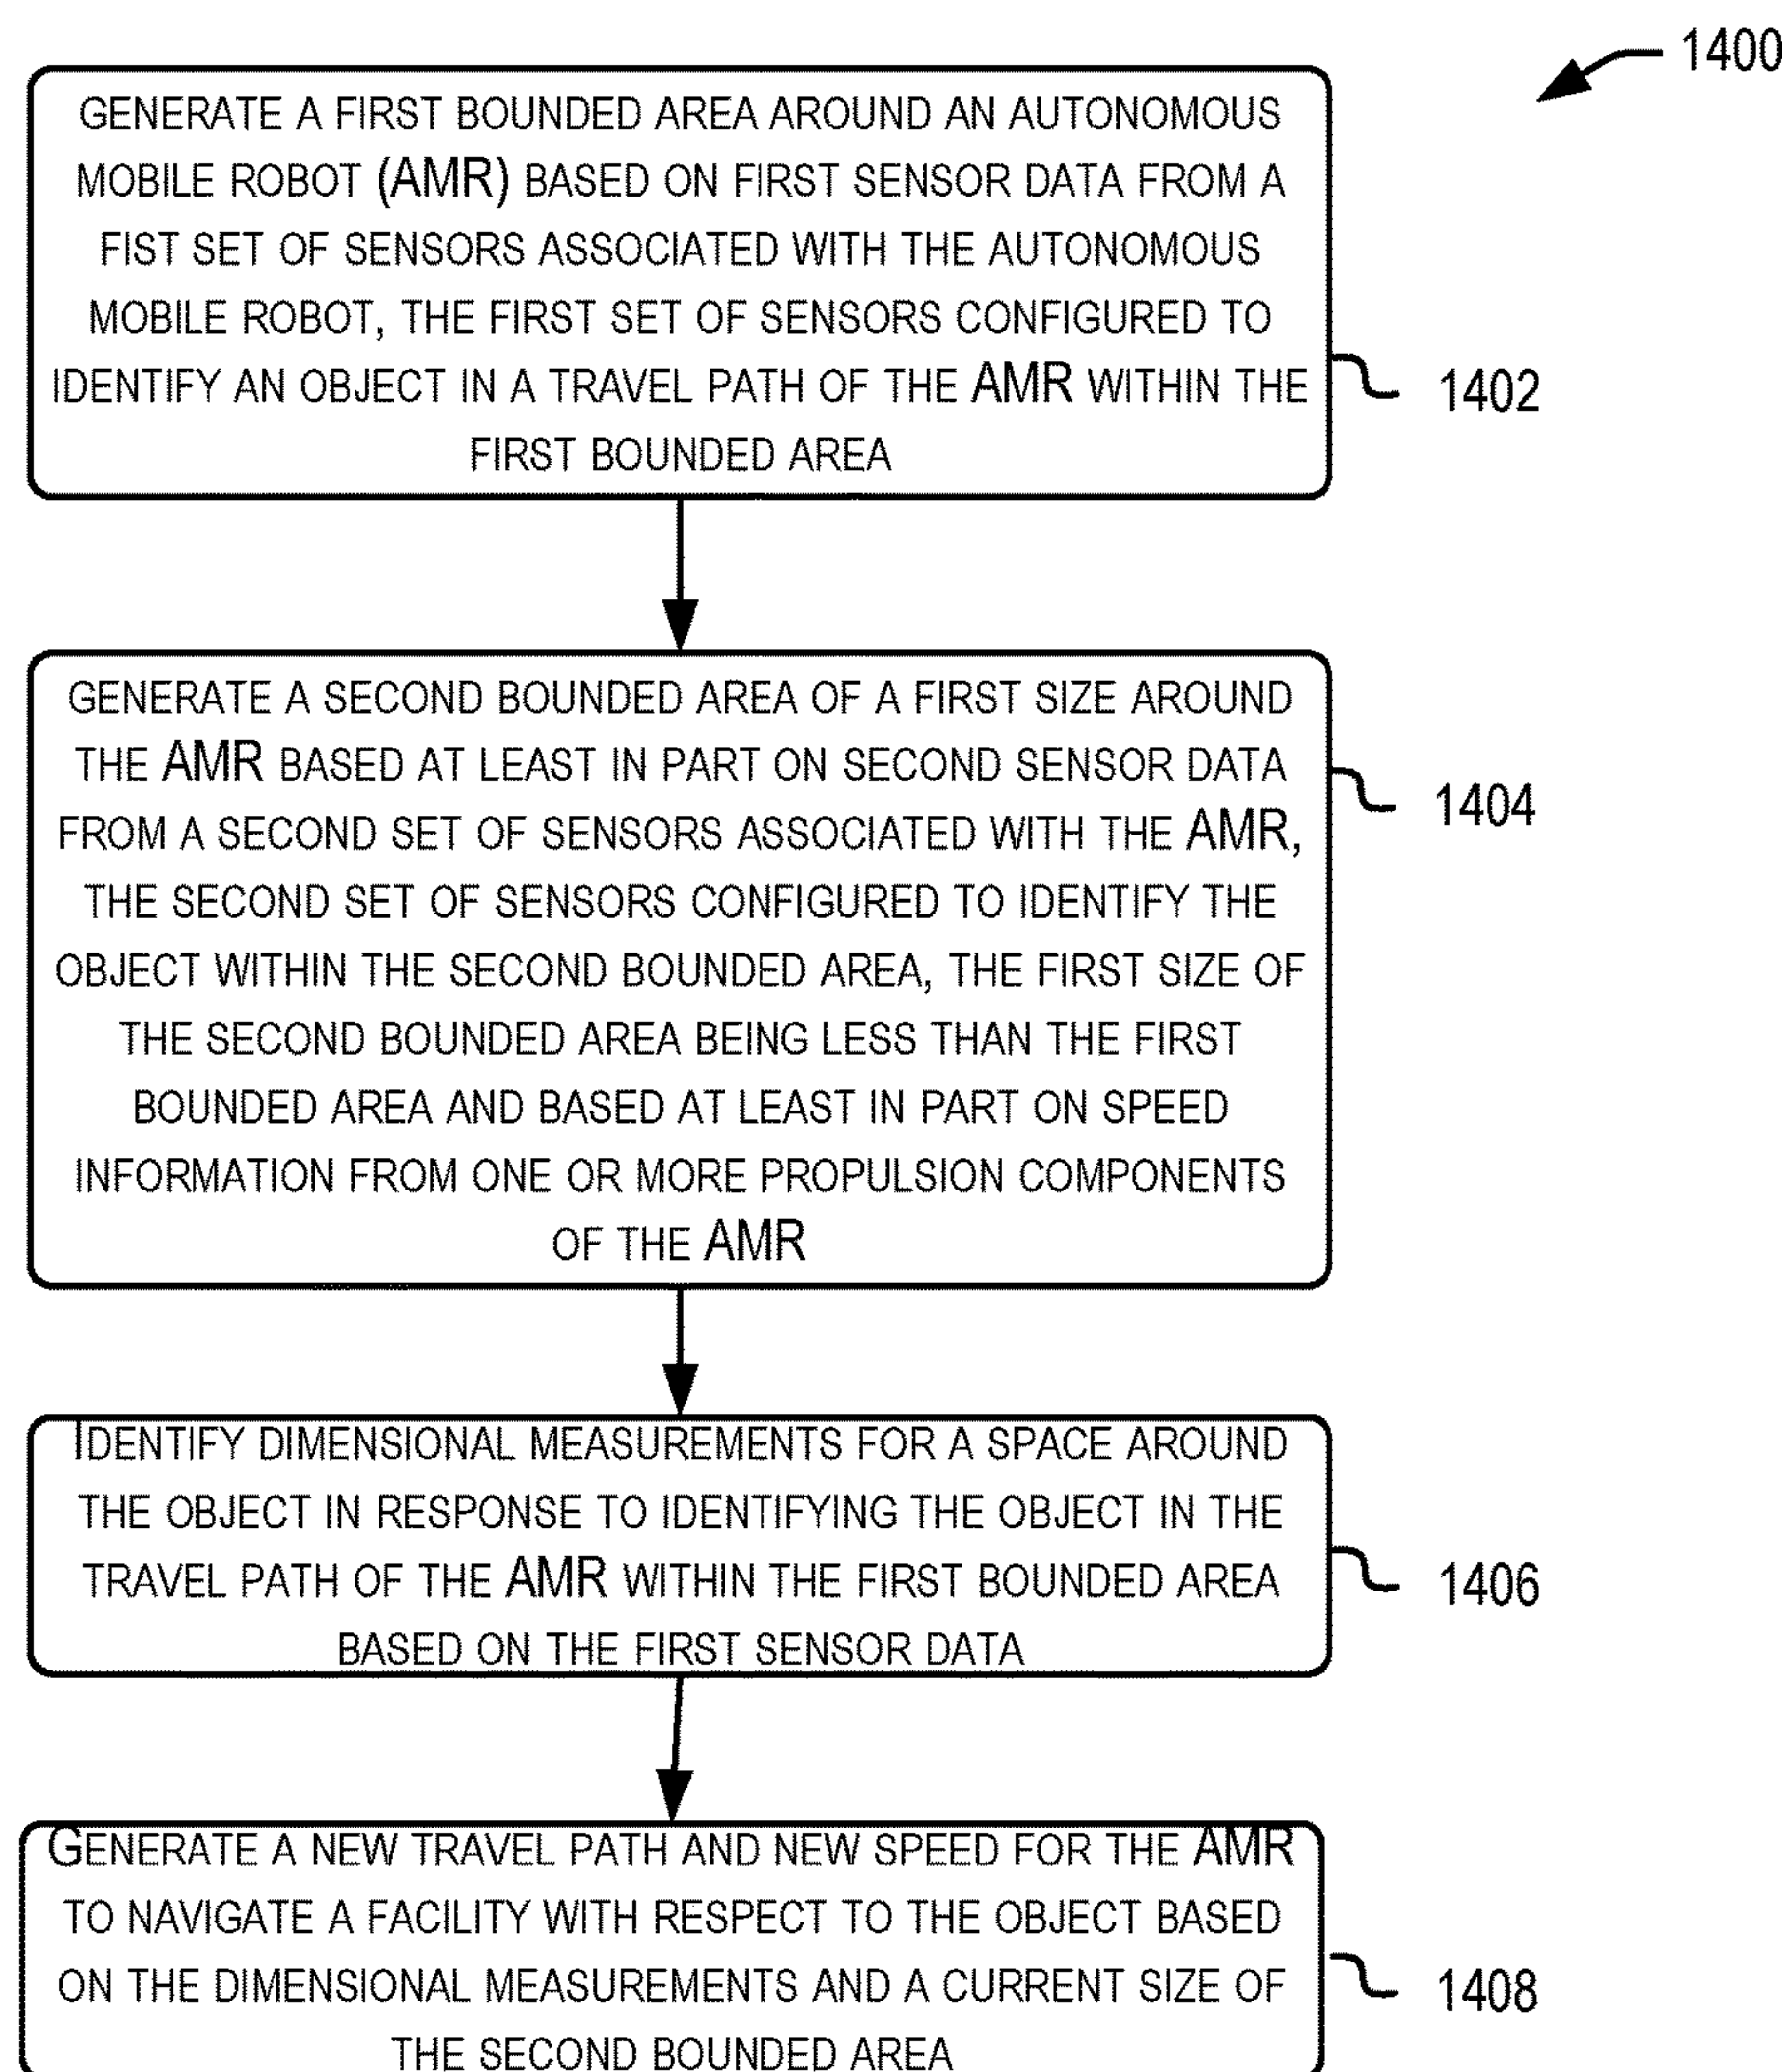 1400
GENERATE A FIRST BOUNDED AREA AROUND AN AUTONOMOUS
MOBILE ROBOT (AMR) BASED ON FIRST SENSOR DATA FROM A
FIST SET OF SENSORS ASSOCIATED WITH THE AUTONOMOUS
MOBILE ROBOT, THE FIRST SET OF SENSORS CONFIGURED TO
IDENTIFY AN OBJECT IN A TRAVEL PATH OF THE AMR WITHIN THE
FIRST BOUNDED AREA
1402
GENERATE A SECOND BOUNDED AREA OF A FIRST SIZE AROUND
THE AMR BASED AT LEAST IN PART ON SECOND SENSOR DATA
FROM A SECOND SET OF SENSORS ASSOCIATED WITH THE AMR,
THE SECOND SET OF SENSORS CONFIGURED TO IDENTIFY THE
OBJECT WITHIN THE SECOND BOUNDED AREA, THE FIRST SIZE OF
THE SECOND BOUNDED AREA BEING LESS THAN THE FIRST
BOUNDED AREA AND BASED AT LEAST IN PART ON SPEED
INFORMATION FROM ONE OR MORE PROPULSION COMPONENTS
OF THE AMR
1404
IDENTIFY DIMENSIONAL MEASUREMENTS FOR A SPACE AROUND
THE OBJECT IN RESPONSE TO IDENTIFYING THE OBJECT IN THE
TRAVEL PATH OF THE AMR WITHIN THE FIRST BOUNDED AREA
BASED ON THE FIRST SENSOR DATA
1406
GENERATE A NEW TRAVEL PATH AND NEW SPEED FOR THE AMR
TO NAVIGATE A FACILITY WITH RESPECT TO THE OBJECT BASED
ON THE DIMENSIONAL MEASUREMENTS AND A CURRENT SIZE OF
THE SECOND BOUNDED AREA
1408